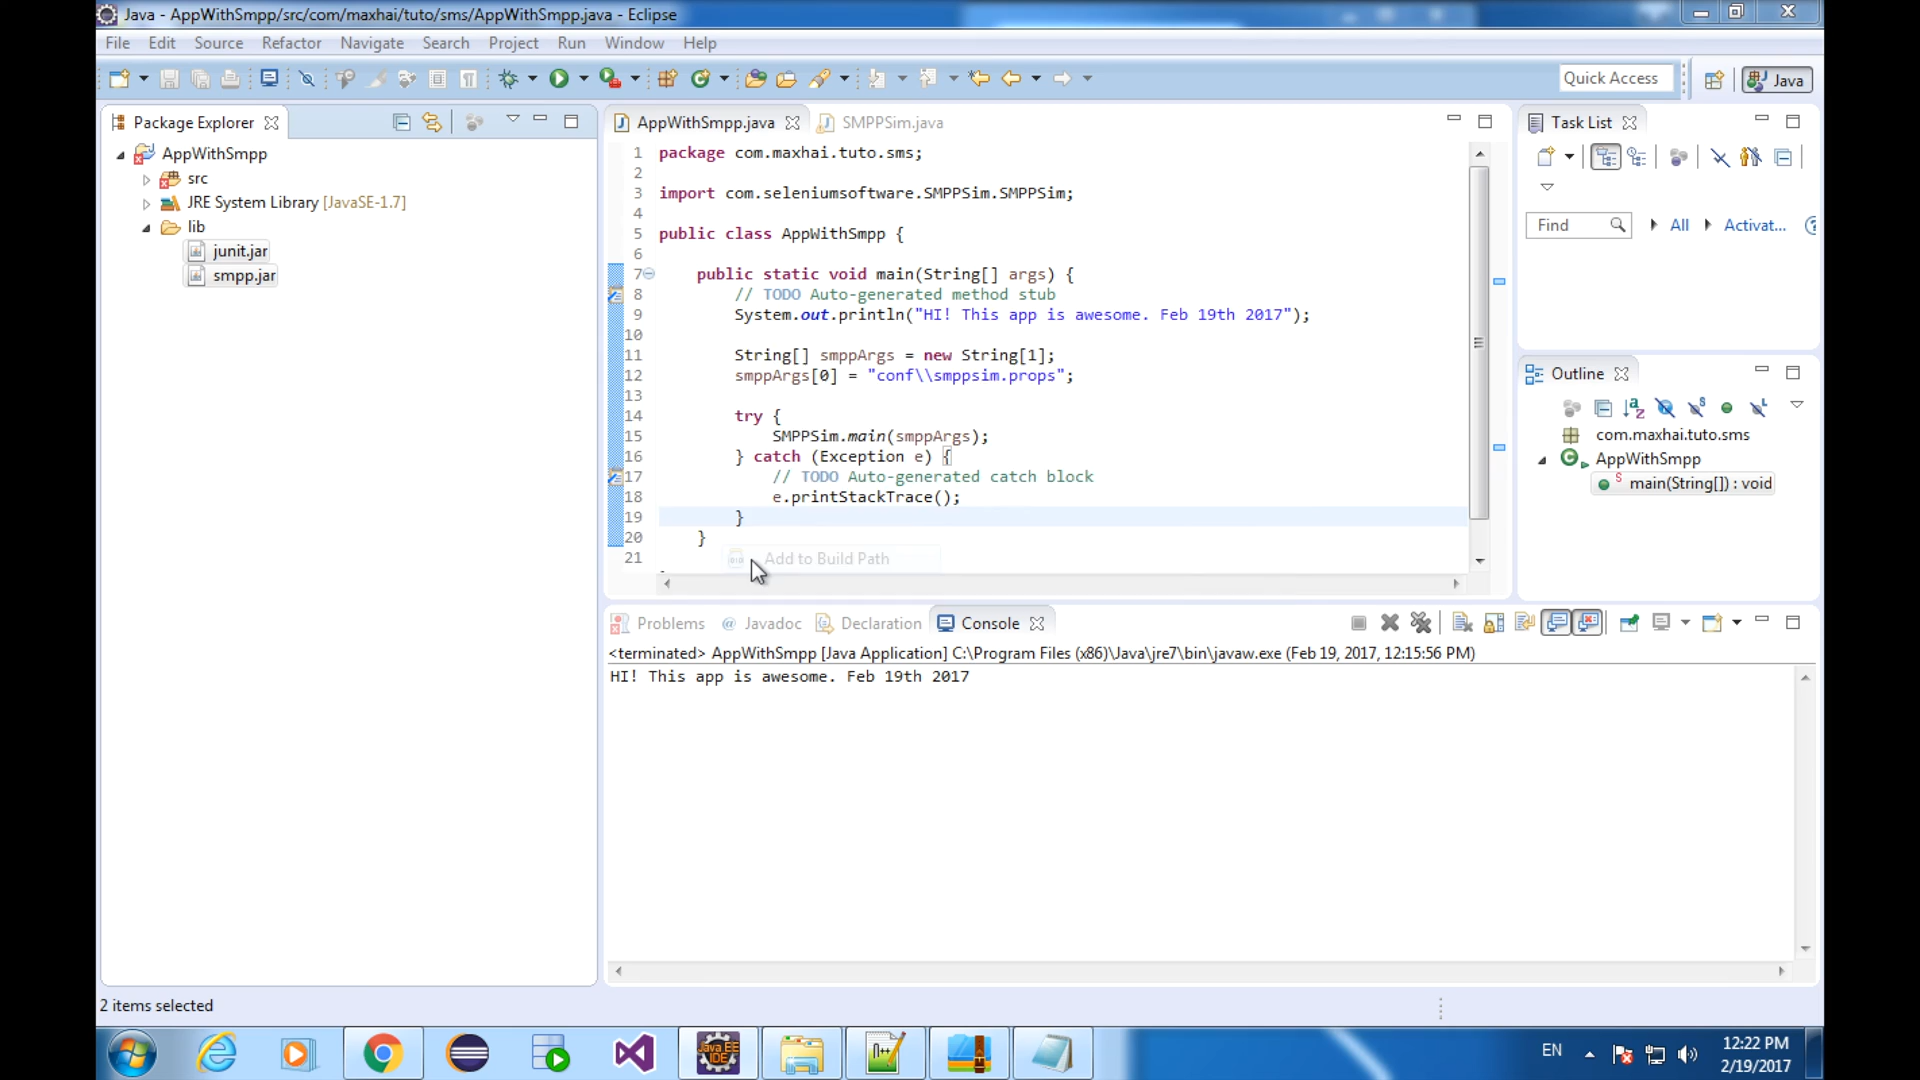 Java - AppWithSmpp/src/com/maxhai/tuto/sms/AppWithSmpp.java - Eclipse
File Edit Source Refactor Navigate Search Project Run Window Help
Quick Access
Java
Package Explorer
AppWithSmpp
src
JRE System Library [JavaSE-1.7]
lib
junit.jar
smpp.jar
AppWithSmpp.java
SMPPSim.java
1 package com.maxhai.tuto.sms;
2
3 import com.seleniumsoftware.SMPPSim.SMPPSim;
4
5 public class AppWithSmpp {
6
7 public static void main(String[] args) {
8 // TODO Auto-generated method stub
9 System.out.println("HI! This app is awesome. Feb 19th 2017");
10
11 String[] smppArgs = new String[1];
12 smppArgs[0] = "conf\\smppsim.props";
13
14 try {
15 SMPPSim.main(smppArgs);
16 } catch (Exception e) {
17 // TODO Auto-generated catch block
18 e.printStackTrace();
19 }
20 }
21
Add to Build Path
Task List
Find
All
Activat...
Outline
com.maxhai.tuto.sms
AppWithSmpp
main(String[]) : void
Problems
@ Javadoc
Declaration
Console
<terminated> AppWithSmpp [Java Application] C:\Program Files (x86)\Java\jre7\bin\javaw.exe (Feb 19, 2017, 12:15:56 PM)
HI! This app is awesome. Feb 19th 2017
2 items selected
Java EE
IDE
EN
12:22 PM
2/19/2017